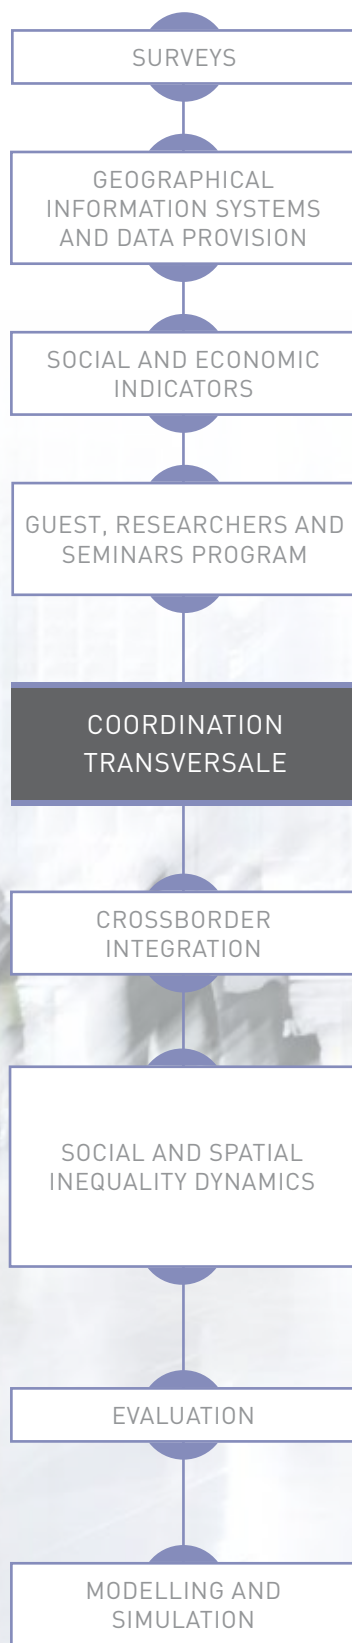 SURVEYS
GEOGRAPHICAL
INFORMATION SYSTEMS
AND DATA PROVISION
SOCIAL AND ECONOMIC
INDICATORS
GUEST, RESEARCHERS AND
SEMINARS PROGRAM
COORDINATION
TRANSVERSALE
CROSSBORDER
INTEGRATION
SOCIAL AND SPATIAL
INEQUALITY DYNAMICS
EVALUATION
MODELLING AND
SIMULATION